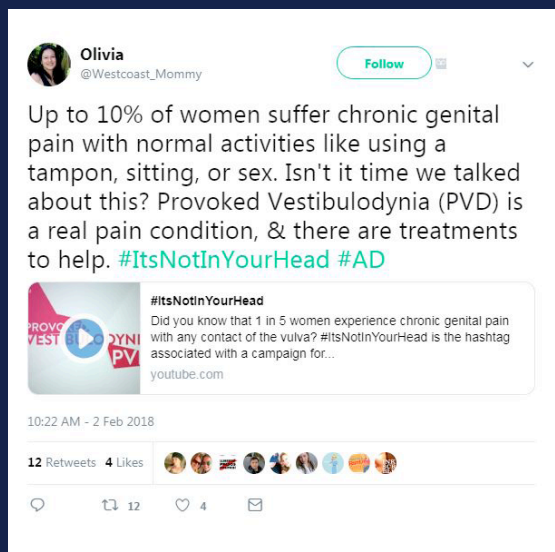 Olivia
@Westcoast_Mommy
Follow
Up to 10% of women suffer chronic genital
pain with normal activities like using a
tampon, sitting, or sex. Isn't it time we talked
about this? Provoked Vestibulodynia (PVD) is
a real pain condition, & there are treatments
to help. #ItsNotInYourHead #AD
#ItsNotInYourHead
Did you know that 1 in 5 women experience chronic genital pain
with any contact of the vulva? #ItsNotInYourHead is the hashtag
associated with a campaign for...
youtube.com
10:22 AM - 2 Feb 2018
12 Retweets 4 Likes
12 4